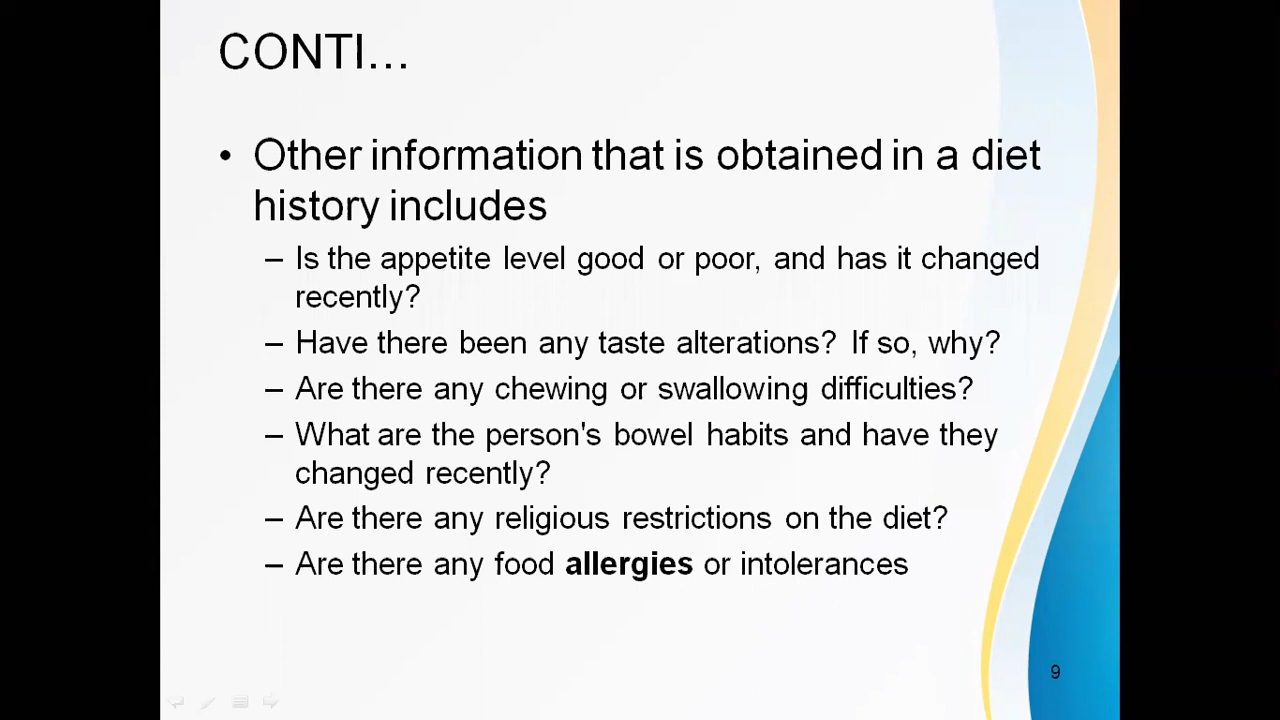 CONTI...
• Other information that is obtained in a diet
history includes
– Is the appetite level good or poor, and has it changed
recently?
– Have there been any taste alterations? If so, why?
– Are there any chewing or swallowing difficulties?
– What are the person's bowel habits and have they
changed recently?
– Are there any religious restrictions on the diet?
– Are there any food allergies or intolerances
9